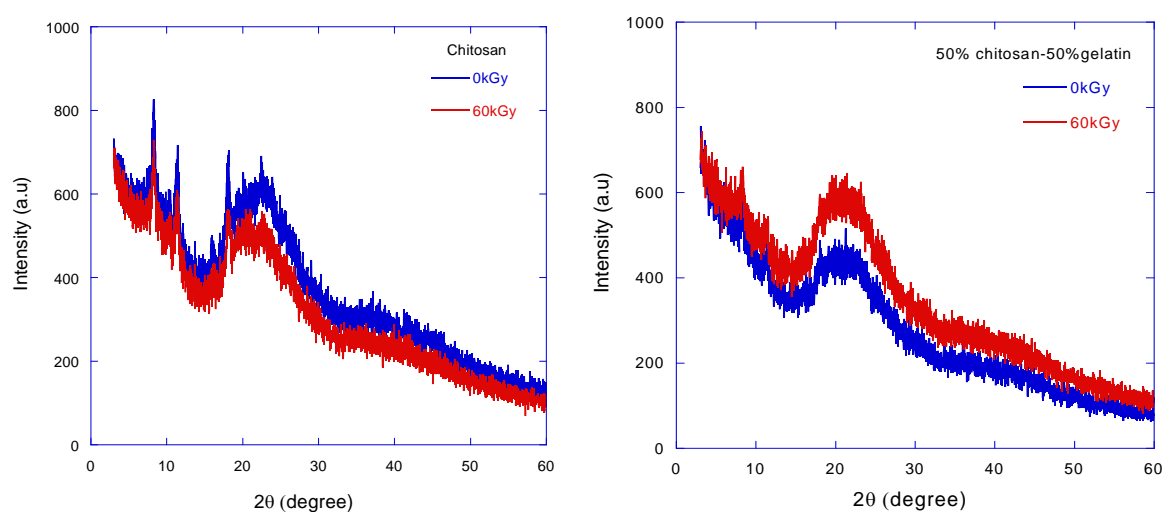 1000
800
600
400
200
0
Intensity (a.u)
Chitosan
0kGy
60kGy
0 10 20 30 40 50 60
2θ (degree)
1000
800
600
400
200
0
Intensity (a.u)
50% chitosan-50%gelatin
0kGy
60kGy
0 10 20 30 40 50 60
2θ (degree)